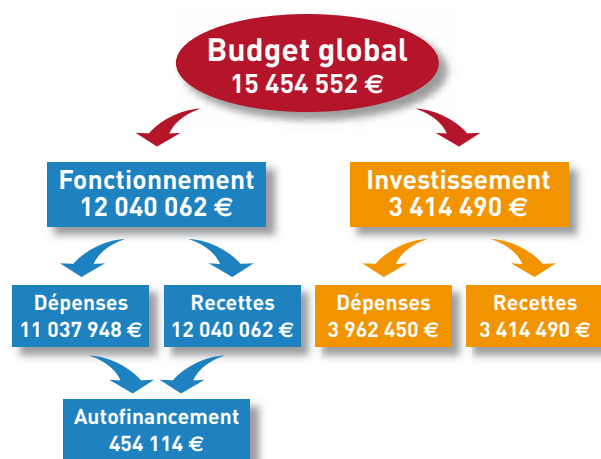 Budget global
15 454 552 €
Fonctionnement
12 040 062 €
Investissement
3 414 490 €
Dépenses
11 037 948 €
Recettes
12 040 062 €
Dépenses
3 962 450 €
Recettes
3 414 490 €
Autofinancement
454 114 €